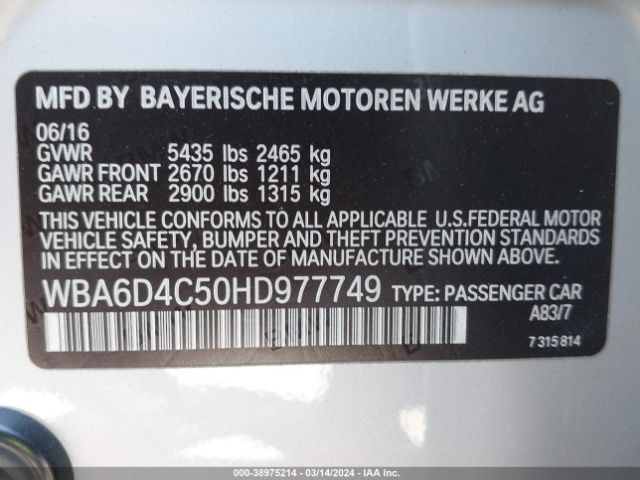 MFD BY BAYERISCHE MOTOREN WERKE AG
06/16
GVWR 5435 lbs 2465 kg
GAWR FRONT 2670 lbs 1211 kg
GAWR REAR 2900 lbs 1315 kg
THIS VEHICLE CONFORMS TO ALL APPLICABLE U.S.FEDERAL MOTOR
VEHICLE SAFETY, BUMPER AND THEFT PREVENTION STANDARDS
IN EFFECT ON THE DATE OF MANUFACTURE SHOWN ABOVE.
WBA6D4C50HD977749 TYPE: PASSENGER CAR
A83/7
7 315 814
000-38975214 - 03/14/2024 - IAA Inc.